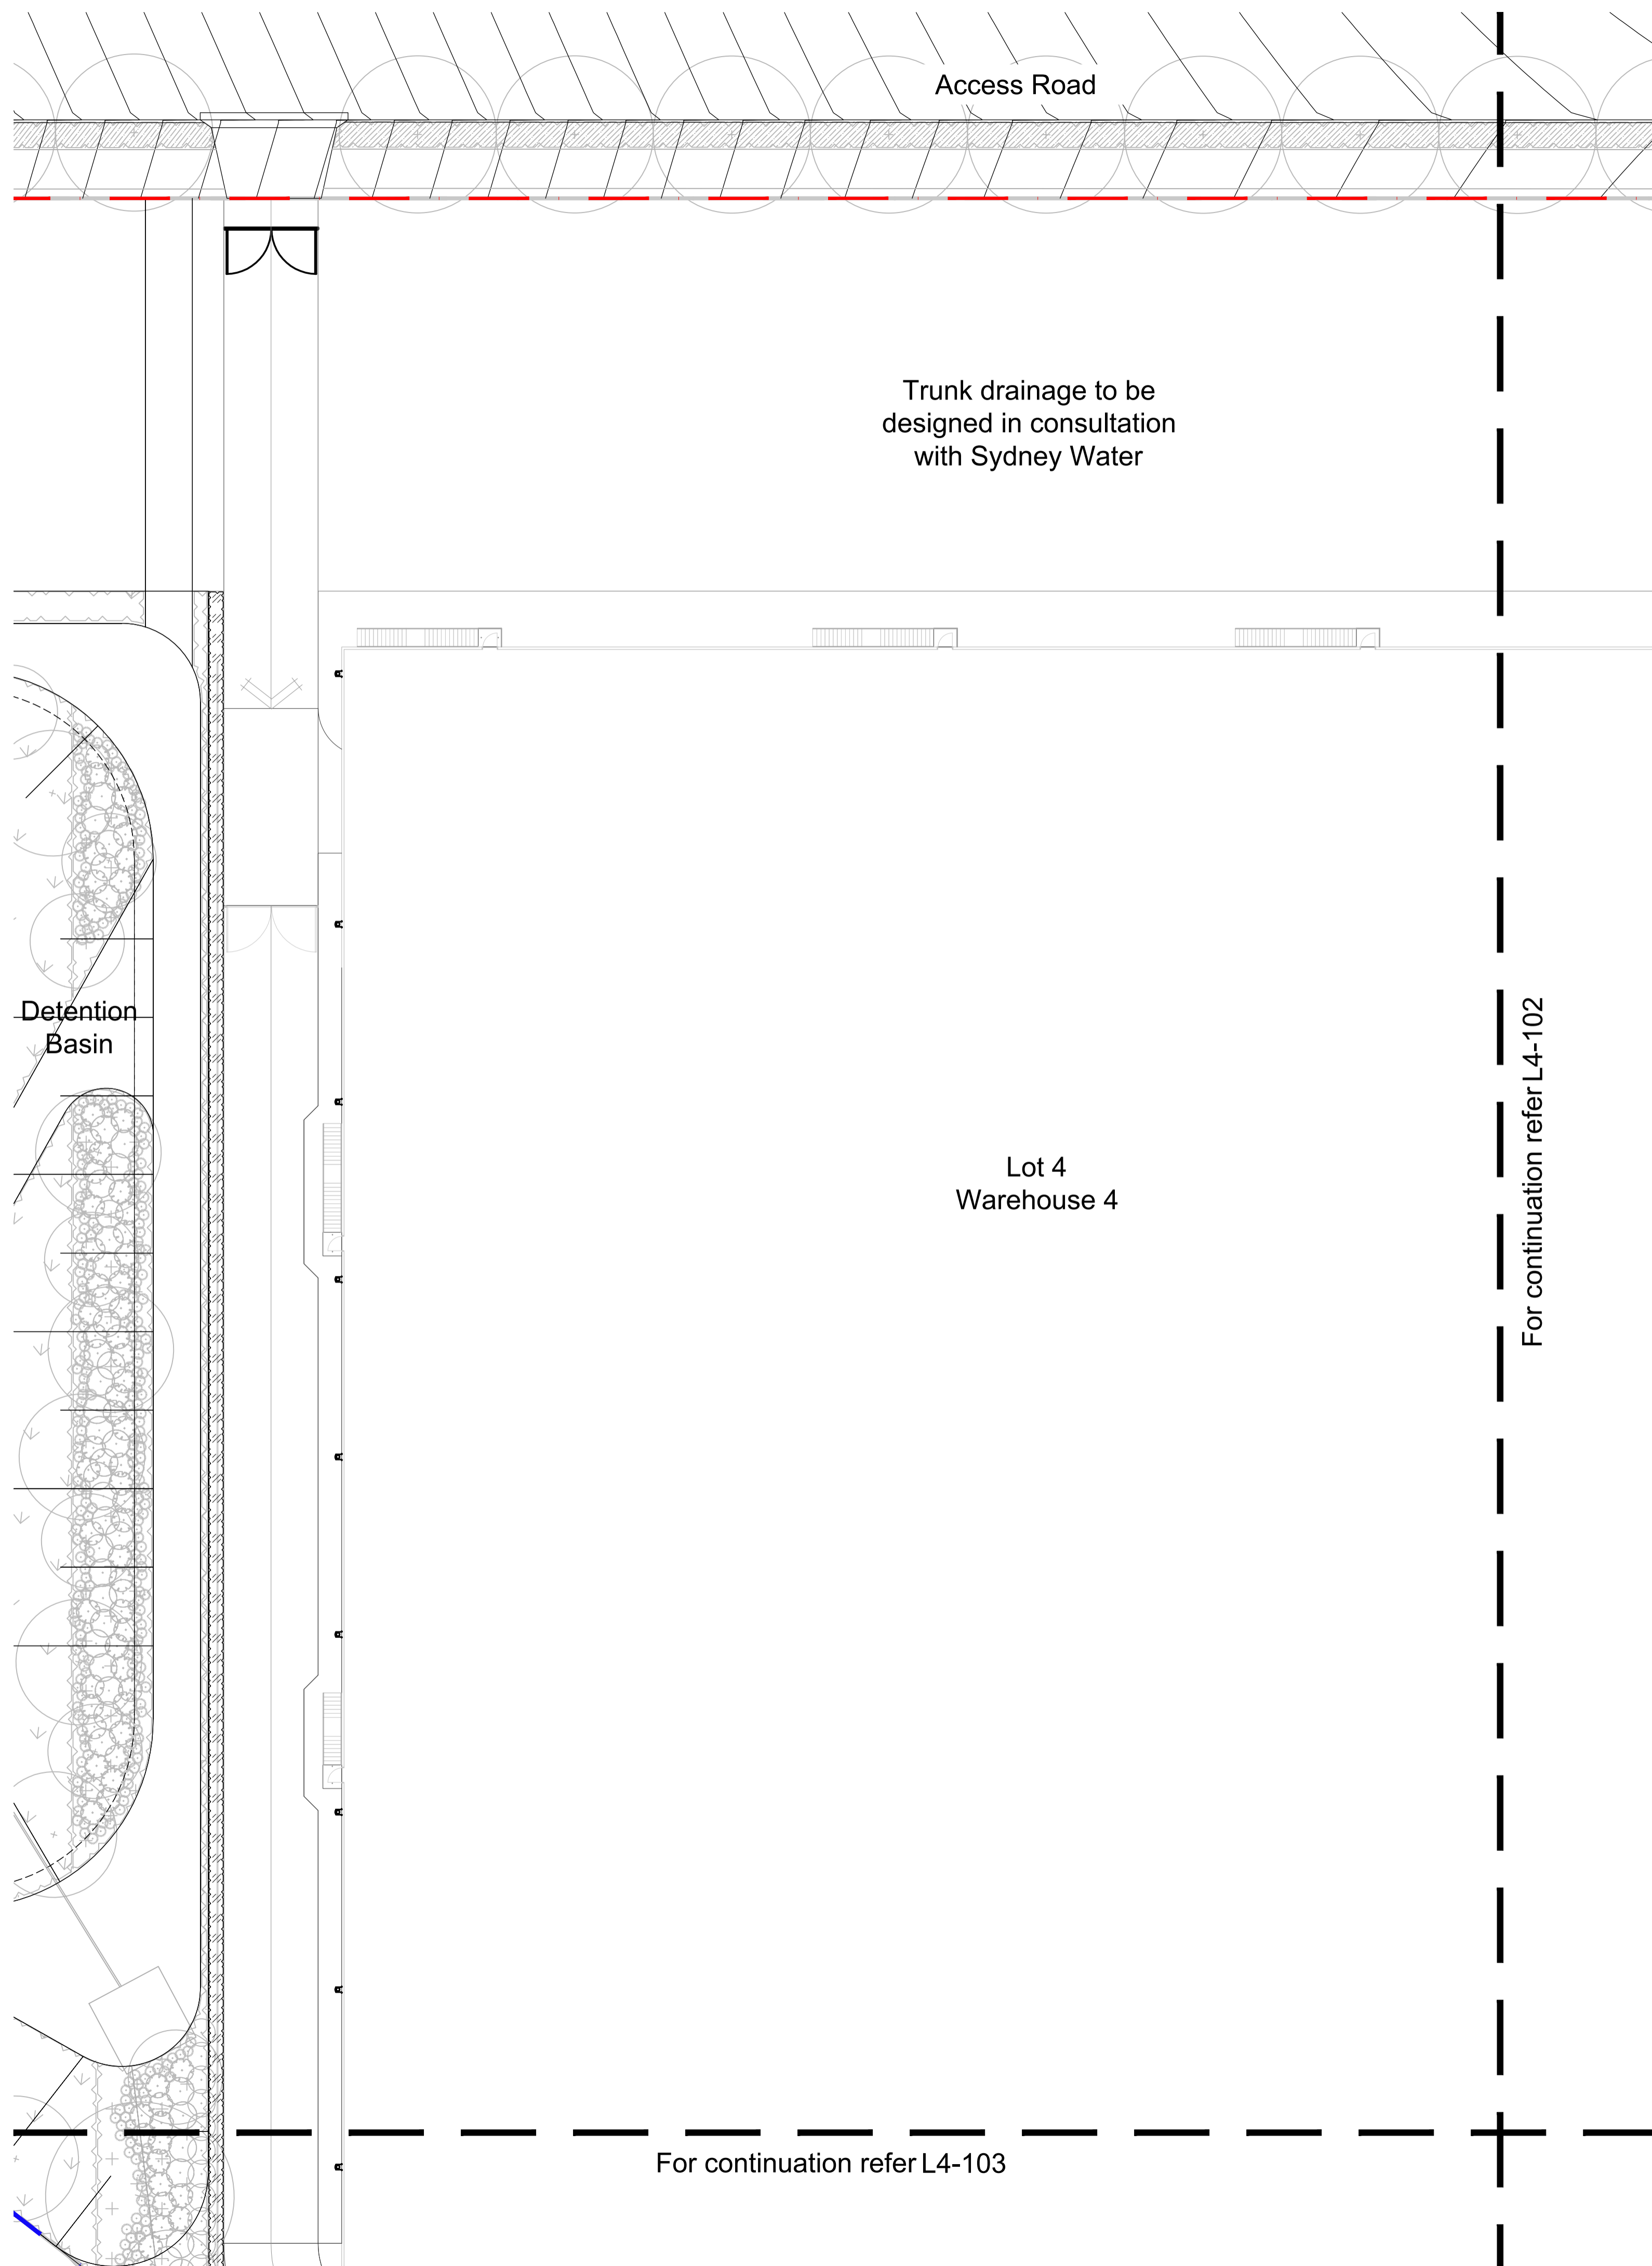 Access Road
Trunk drainage to be
designed in consultation
with Sydney Water
Detention
Basin
Lot 4
Warehouse 4
For continuation refer L4-102
For continuation refer L4-103